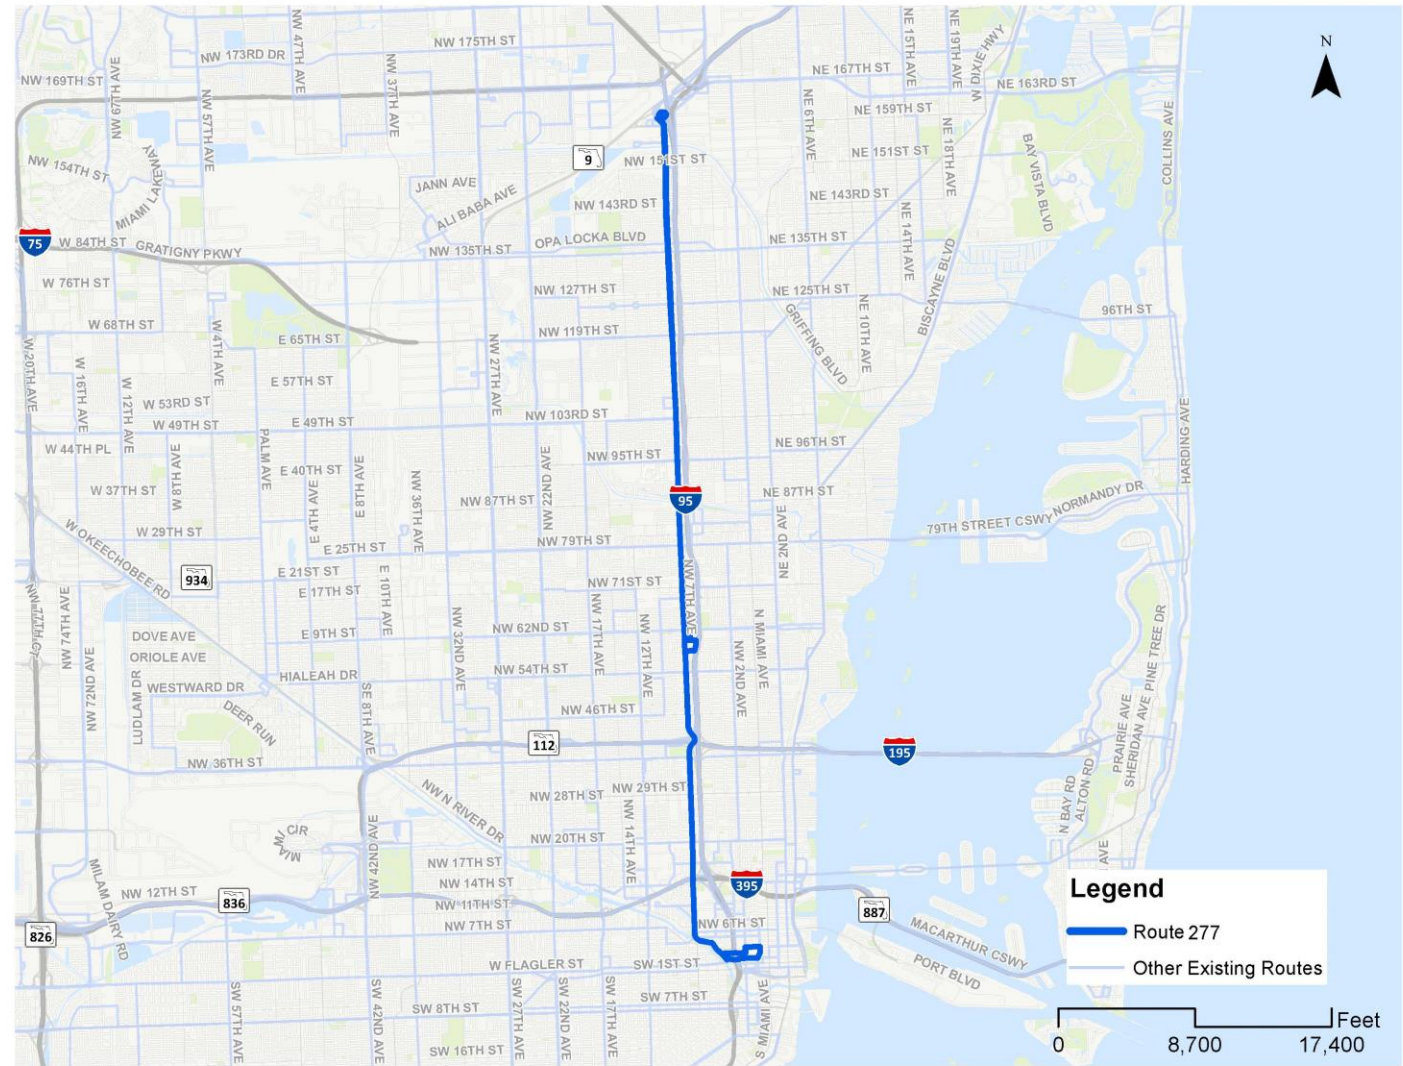 N
NW 47TH AVE
NW 175TH ST
NW 173RD DR
NW 169TH ST
NW 67TH AVE
NW 57TH AVE
NW 37TH AVE
NE 167TH ST
NE 15TH AVE
NE 19TH AVE
W DIXIE HWY
NE 163RD ST
NE 6TH AVE
NE 159TH ST
NE 18TH AVE
COLLINS AVE
9
NW 151ST ST
NE 151ST ST
BAY VISTA BLVD
NW 154TH ST
MIAMI LAKEWAY
JANN AVE
ALI BABA AVE
NW 143RD ST
NE 143RD ST
NE 14TH AVE
75
W 84TH ST
GRATIGNY PKWY
NW 135TH ST
OPA LOCKA BLVD
NE 135TH ST
BISCAYNE BLVD
W 76TH ST
NW 127TH ST
NE 125TH ST
NE 10TH AVE
96TH ST
W 68TH ST
W 4TH AVE
E 65TH ST
NW 119TH ST
GRIFFING BLVD
W 20TH AVE
W 16TH AVE
W 12TH AVE
E 57TH ST
NW 27TH AVE
W 53RD ST
W 49TH ST
E 49TH ST
NW 103RD ST
HARDING AVE
W 44TH PL
W 8TH AVE
PALM AVE
E 8TH AVE
NW 36TH AVE
NW 22ND AVE
NW 95TH ST
NE 96TH ST
E 40TH ST
E 4TH AVE
W 37TH ST
NW 87TH ST
95
NE 87TH ST
NORMANDY DR
79TH STREET CSWY
W 29TH ST
W OKEECHOBEE RD
E 25TH ST
NW 79TH ST
NE 2ND AVE
934
E 21ST ST
E 17TH ST
E 10TH AVE
NW 71ST ST
NW 7TH AVE
NW 77TH CT
NW 74TH AVE
NW 72ND AVE
DOVE AVE
ORIOLE AVE
LUDLAM DR
WESTWARD DR
E 9TH ST
NW 32ND AVE
NW 62ND ST
NW 17TH AVE
NW 12TH AVE
NW 2ND AVE
N MIAMI AVE
PINE TREE DR
HIALEAH DR
NW 54TH ST
DEER RUN
SE 8TH AVE
NW 46TH ST
112
195
PRAIRIE AVE
SHERIDAN AVE
NW 36TH ST
NW N RIVER DR
NW 28TH ST
NW 29TH ST
N BAY RD
ALTON RD
MIAMI CIR
NW 42ND AVE
NW 20TH ST
NW 14TH AVE
NW 17TH ST
AVE
MILAM DAIRY RD
NW 12TH ST
836
NW 14TH ST
NW 11TH ST
395
NW 7TH ST
NW 6TH ST
887
MACARTHUR CSWY
826
W FLAGLER ST
SW 1ST ST
PORT BLVD
SW 57TH AVE
SW 42ND AVE
SW 27TH AVE
SW 22ND AVE
SW 17TH AVE
SW 7TH ST
SW 8TH ST
S MIAMI AVE
SW 16TH ST
Legend
Route 277
Other Existing Routes
Feet
0 8,700 17,400